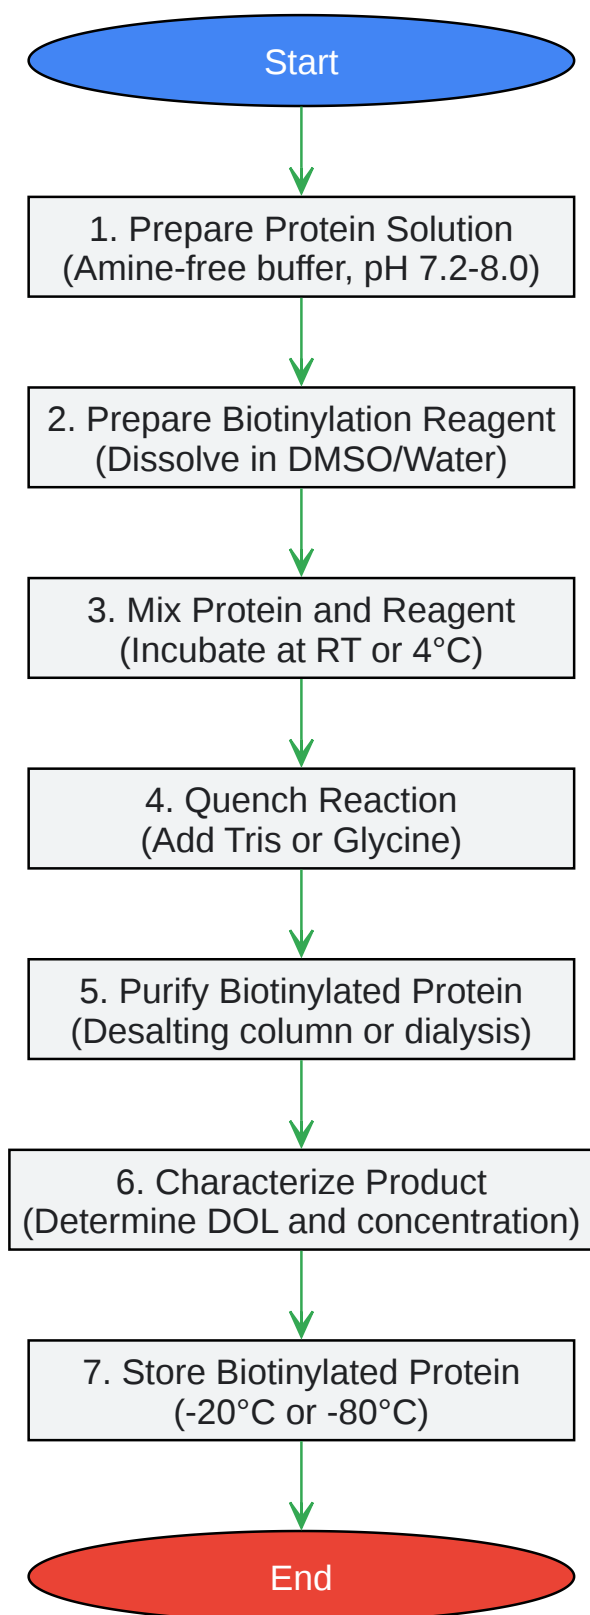 Start
1. Prepare Protein Solution
(Amine-free buffer, pH 7.2-8.0)
2. Prepare Biotinylation Reagent
(Dissolve in DMSO/Water)
3. Mix Protein and Reagent
(Incubate at RT or 4°C)
4. Quench Reaction
(Add Tris or Glycine)
5. Purify Biotinylated Protein
(Desalting column or dialysis)
6. Characterize Product
(Determine DOL and concentration)
7. Store Biotinylated Protein
(-20°C or -80°C)
End